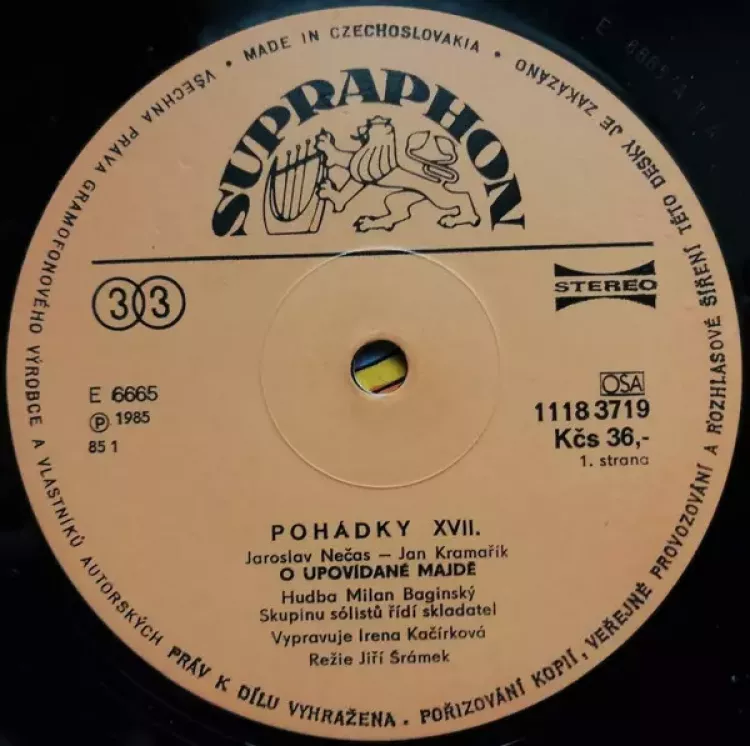 VŠECHNA PRÁVA GRAMOFONOVÉHO VÝROBCE A VLASTNÍKŮ AUTORSKÝCH PRÁV K DÍLU VYHRAŽENA. POŘIZOVÁNÍ KOPIÍ, VEŘEJNÉ PROVOZOVÁNÍ A ROZHLASOVÉ ŠÍŘENÍ TÉTO DESKY JE ZAKÁZÁNO • MADE IN CZECHOSLOVAKIA •
SUPRAPHON
33
STEREO
E 6665
Ⓟ 1985
85 1
OSA
1118 3719
Kčs 36,-
1. strana
POHÁDKY XVII.
Jaroslav Nečas – Jan Kramařík
O UPOVÍDANÉ MAJDĚ
Hudba Milan Baginský
Skupinu sólistů řídí skladatel
Vypravuje Irena Kačírková
Režie Jiří Šrámek